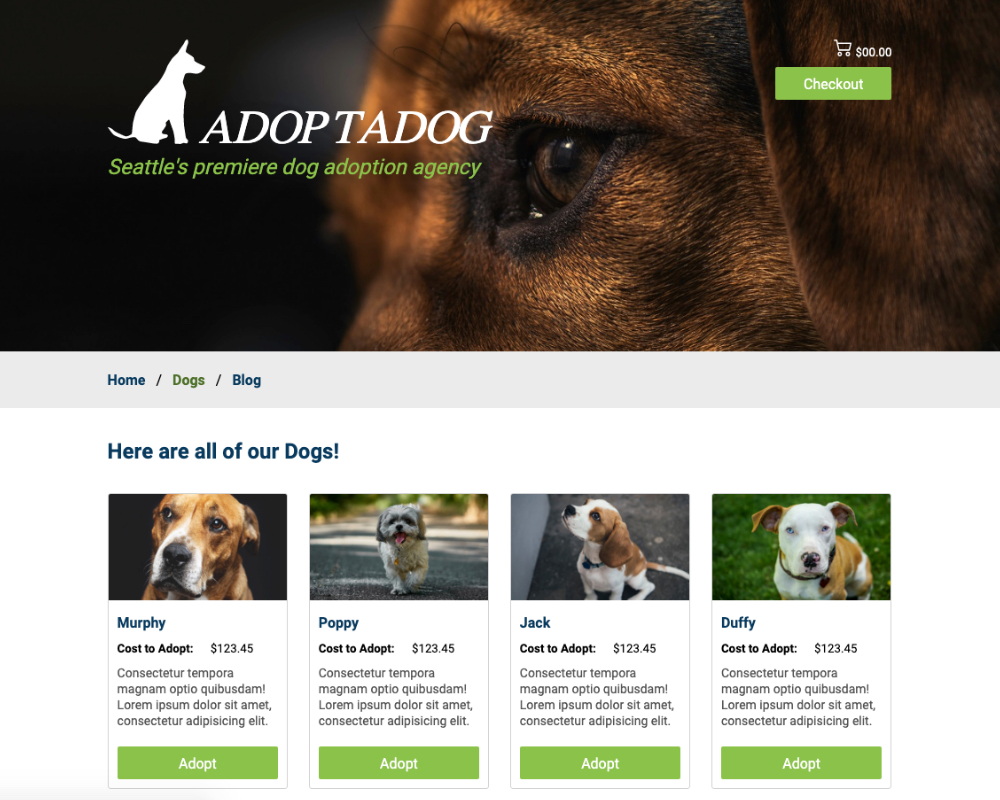 $00.00
Checkout
ADOPTADOG
Seattle's premiere dog adoption agency
Home / Dogs / Blog
Here are all of our Dogs!
Murphy
Cost to Adopt: $123.45
Consectetur tempora
magnam optio quibusdam!
Lorem ipsum dolor sit amet,
consectetur adipisicing elit.
Adopt
Poppy
Cost to Adopt: $123.45
Consectetur tempora
magnam optio quibusdam!
Lorem ipsum dolor sit amet,
consectetur adipisicing elit.
Adopt
Jack
Cost to Adopt: $123.45
Consectetur tempora
magnam optio quibusdam!
Lorem ipsum dolor sit amet,
consectetur adipisicing elit.
Adopt
Duffy
Cost to Adopt: $123.45
Consectetur tempora
magnam optio quibusdam!
Lorem ipsum dolor sit amet,
consectetur adipisicing elit.
Adopt